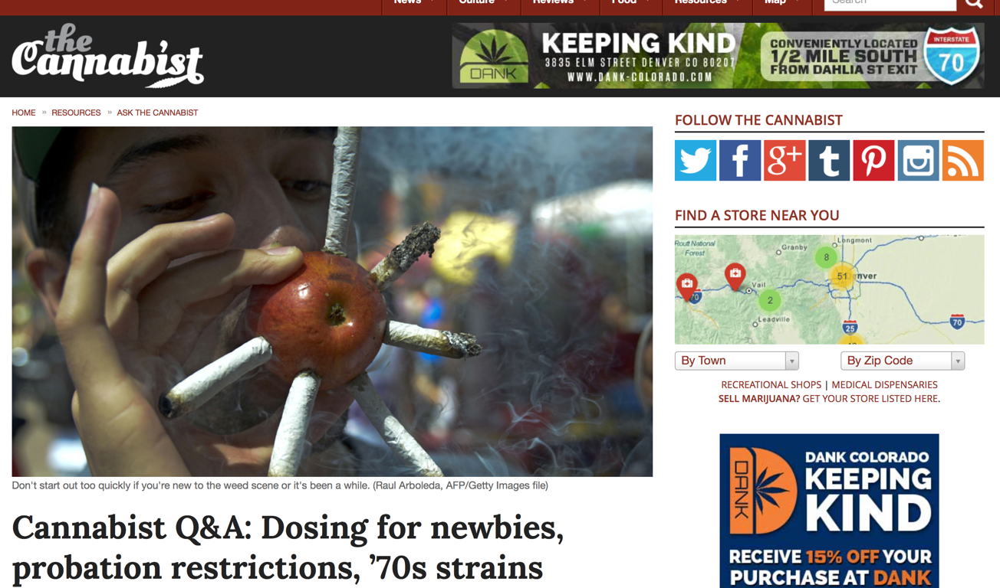 News
Culture
Reviews
Food
Resources
Map
Search
the
Cannabist
DANK
KEEPING KIND
3835 ELM STREET DENVER CO 80207
WWW.DANK-COLORADO.COM
CONVENIENTLY LOCATED
1/2 MILE SOUTH
FROM DAHLIA ST EXIT
INTERSTATE
70
HOME » RESOURCES » ASK THE CANNABIST
Don't start out too quickly if you're new to the weed scene or it's been a while. (Raul Arboleda, AFP/Getty Images file)
Cannabist Q&A: Dosing for newbies,
probation restrictions, ’70s strains
FOLLOW THE CANNABIST
FIND A STORE NEAR YOU
Routt National
Forest
Granby
Longmont
8
51
nver
Vail
70
2
Leadville
25
70
By Town
By Zip Code
RECREATIONAL SHOPS | MEDICAL DISPENSARIES
SELL MARIJUANA? GET YOUR STORE LISTED HERE.
DANK
DANK COLORADO
KEEPING
KIND
RECEIVE 15% OFF YOUR
PURCHASE AT DANK